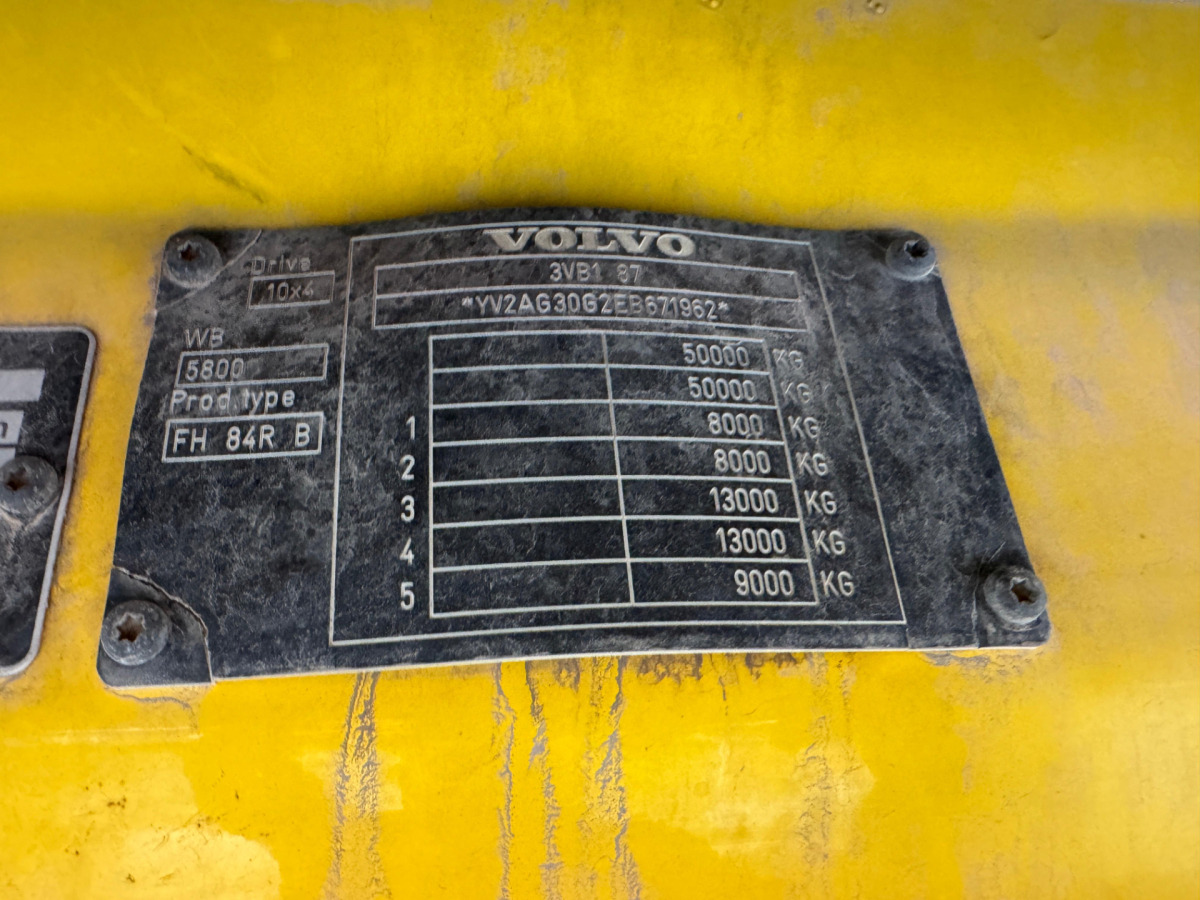 VOLVO
3VB1 87
*YV2AG30G2EB671962*
Drive
10x4
WB
5800
Prod.type
FH 84R B
50000 KG
50000 KG
1 8000 KG
2 8000 KG
3 13000 KG
4 13000 KG
5 9000 KG